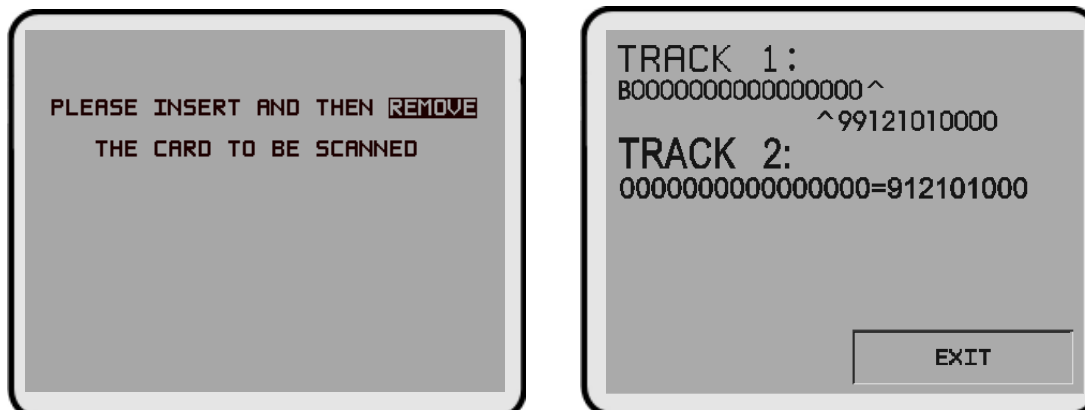 PLEASE INSERT AND THEN REMOVE
THE CARD TO BE SCANNED
TRACK 1:
B0000000000000000^
^99121010000
TRACK 2:
0000000000000000=912101000
EXIT